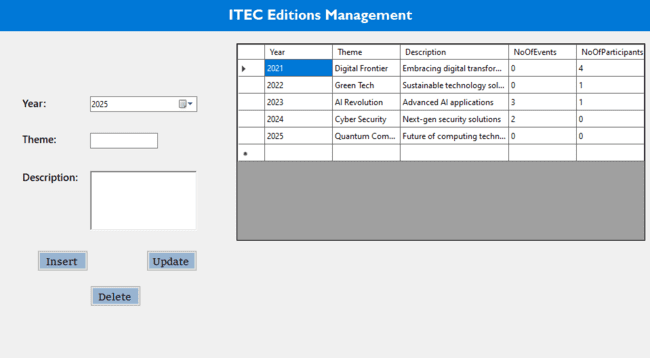 ITEC Editions Management
Year: 2025
Theme:
Description:
Insert Update
Delete
Year Theme Description NoOfEvents NoOfParticipants
2021 Digital Frontier Embracing digital transfor... 0 4
2022 Green Tech Sustainable technology sol... 0 1
2023 AI Revolution Advanced AI applications 3 1
2024 Cyber Security Next-gen security solutions 2 0
2025 Quantum Com... Future of computing techn... 0 0